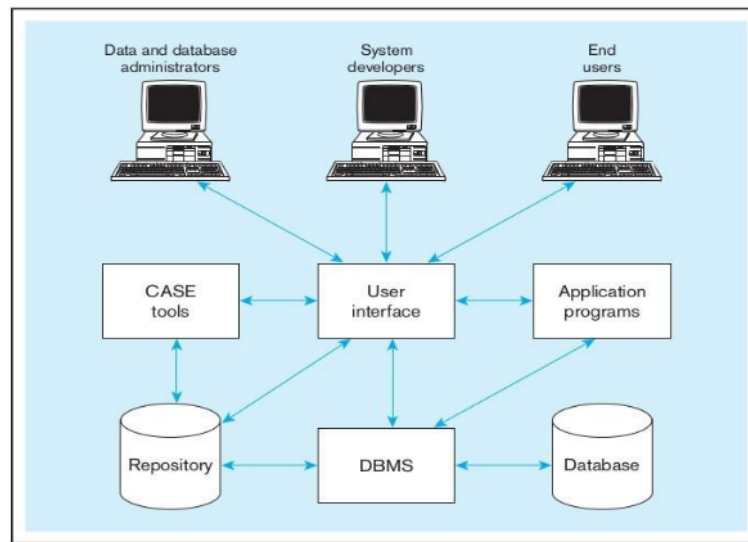 Data and database
administrators
System
developers
End
users
CASE
tools
User
interface
Application
programs
Repository
DBMS
Database